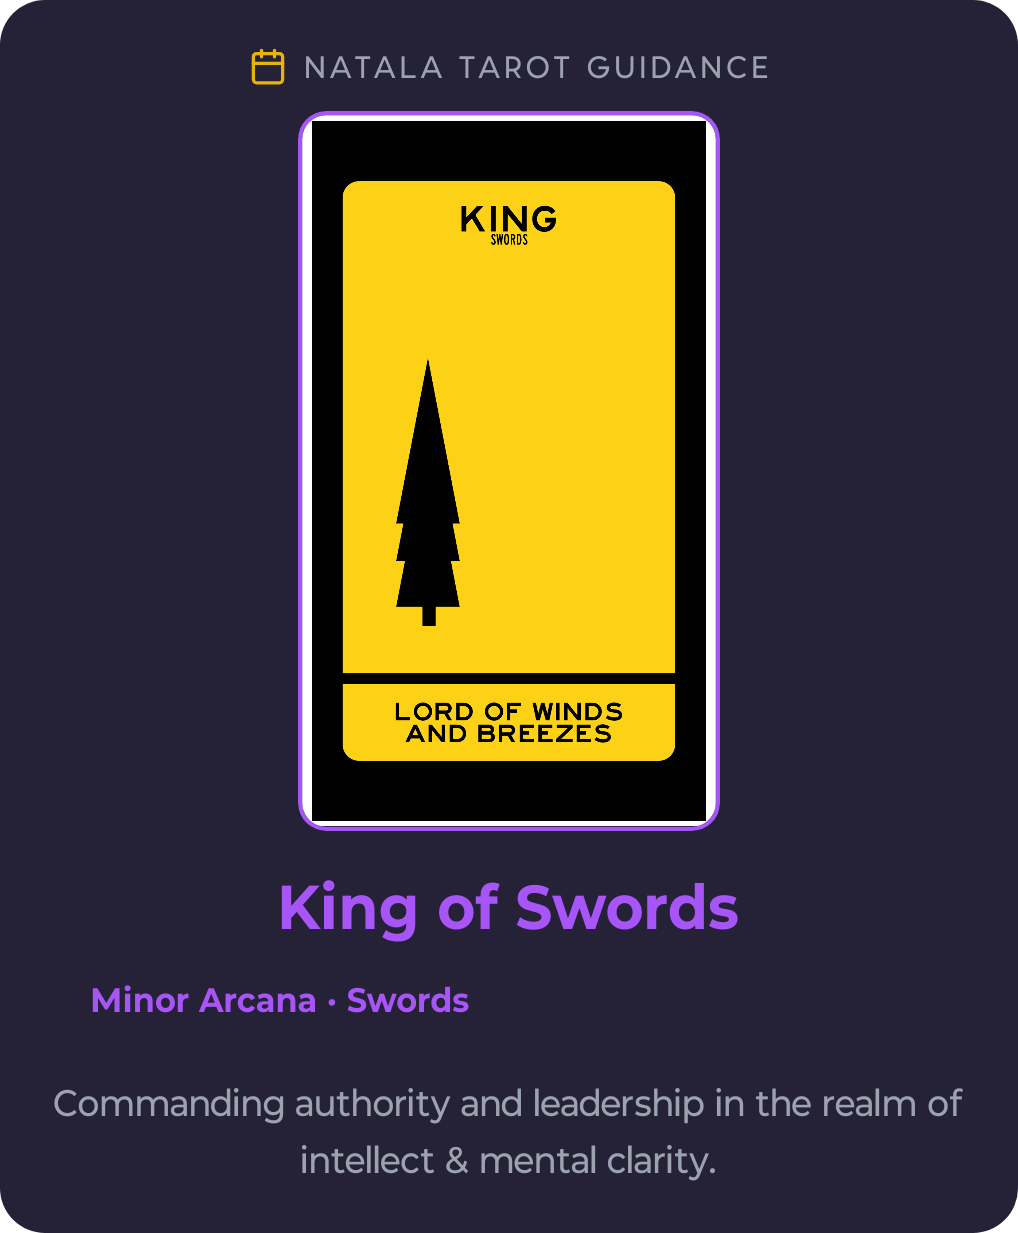 NATALA TAROT GUIDANCE
KING
SWORDS
LORD OF WINDS
AND BREEZES
King of Swords
Minor Arcana · Swords
Commanding authority and leadership in the realm of
intellect & mental clarity.